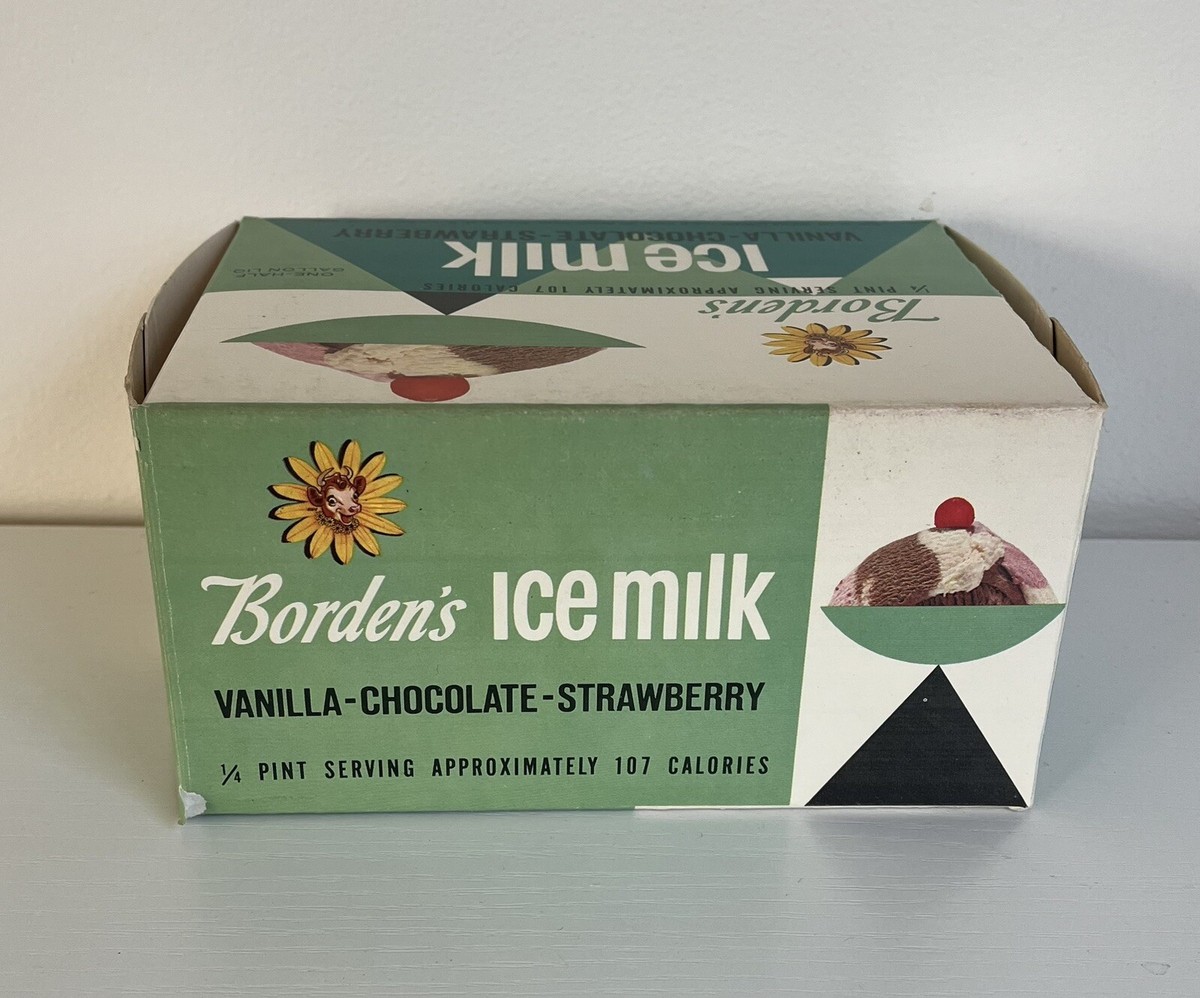 VANILLA-CHOCOLATE-STRAWBERRY
ice milk
ONE-HALF
GALLON LIQ
¼ PINT SERVING APPROXIMATELY 107 CALORIES
Borden's
Borden's ice milk
VANILLA-CHOCOLATE-STRAWBERRY
¼ PINT SERVING APPROXIMATELY 107 CALORIES